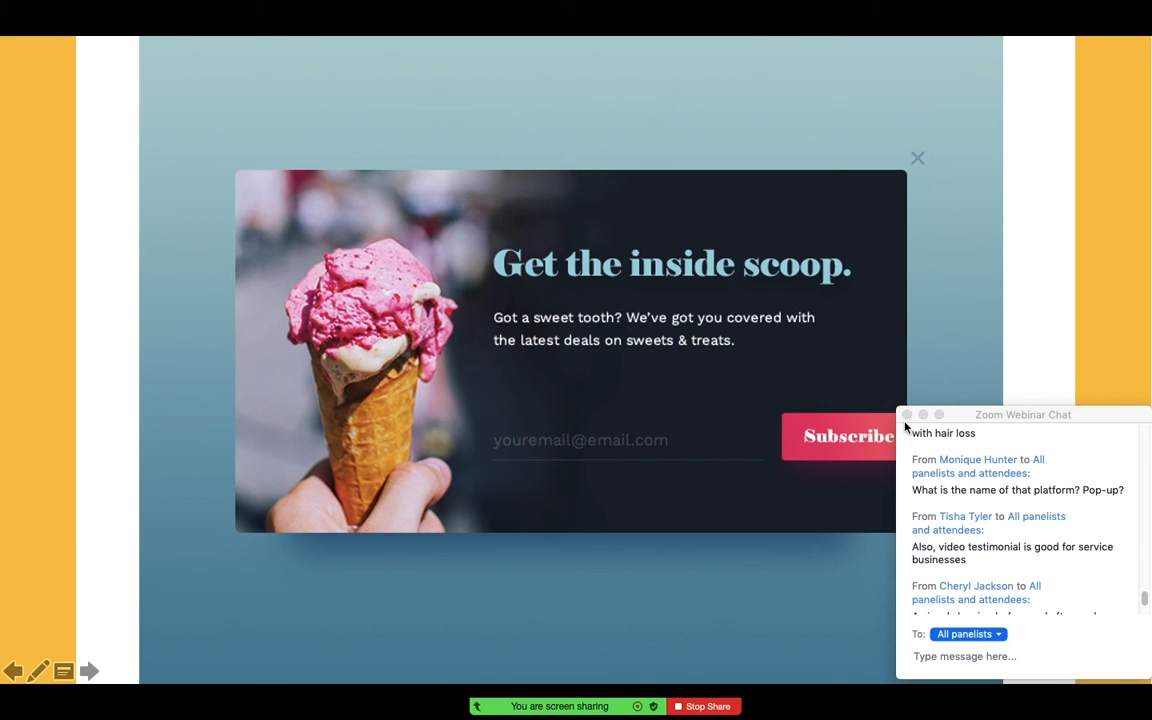 Get the inside scoop.
Got a sweet tooth? We've got you covered with
the latest deals on sweets & treats.
youremail@email.com
Subscribe
Zoom Webinar Chat
with hair loss
From Monique Hunter to All
panelists and attendees:
What is the name of that platform? Pop-up?
From Tisha Tyler to All panelists
and attendees:
Also, video testimonial is good for service
businesses
From Cheryl Jackson to All
panelists and attendees:
To: All panelists
Type message here...
You are screen sharing
Stop Share